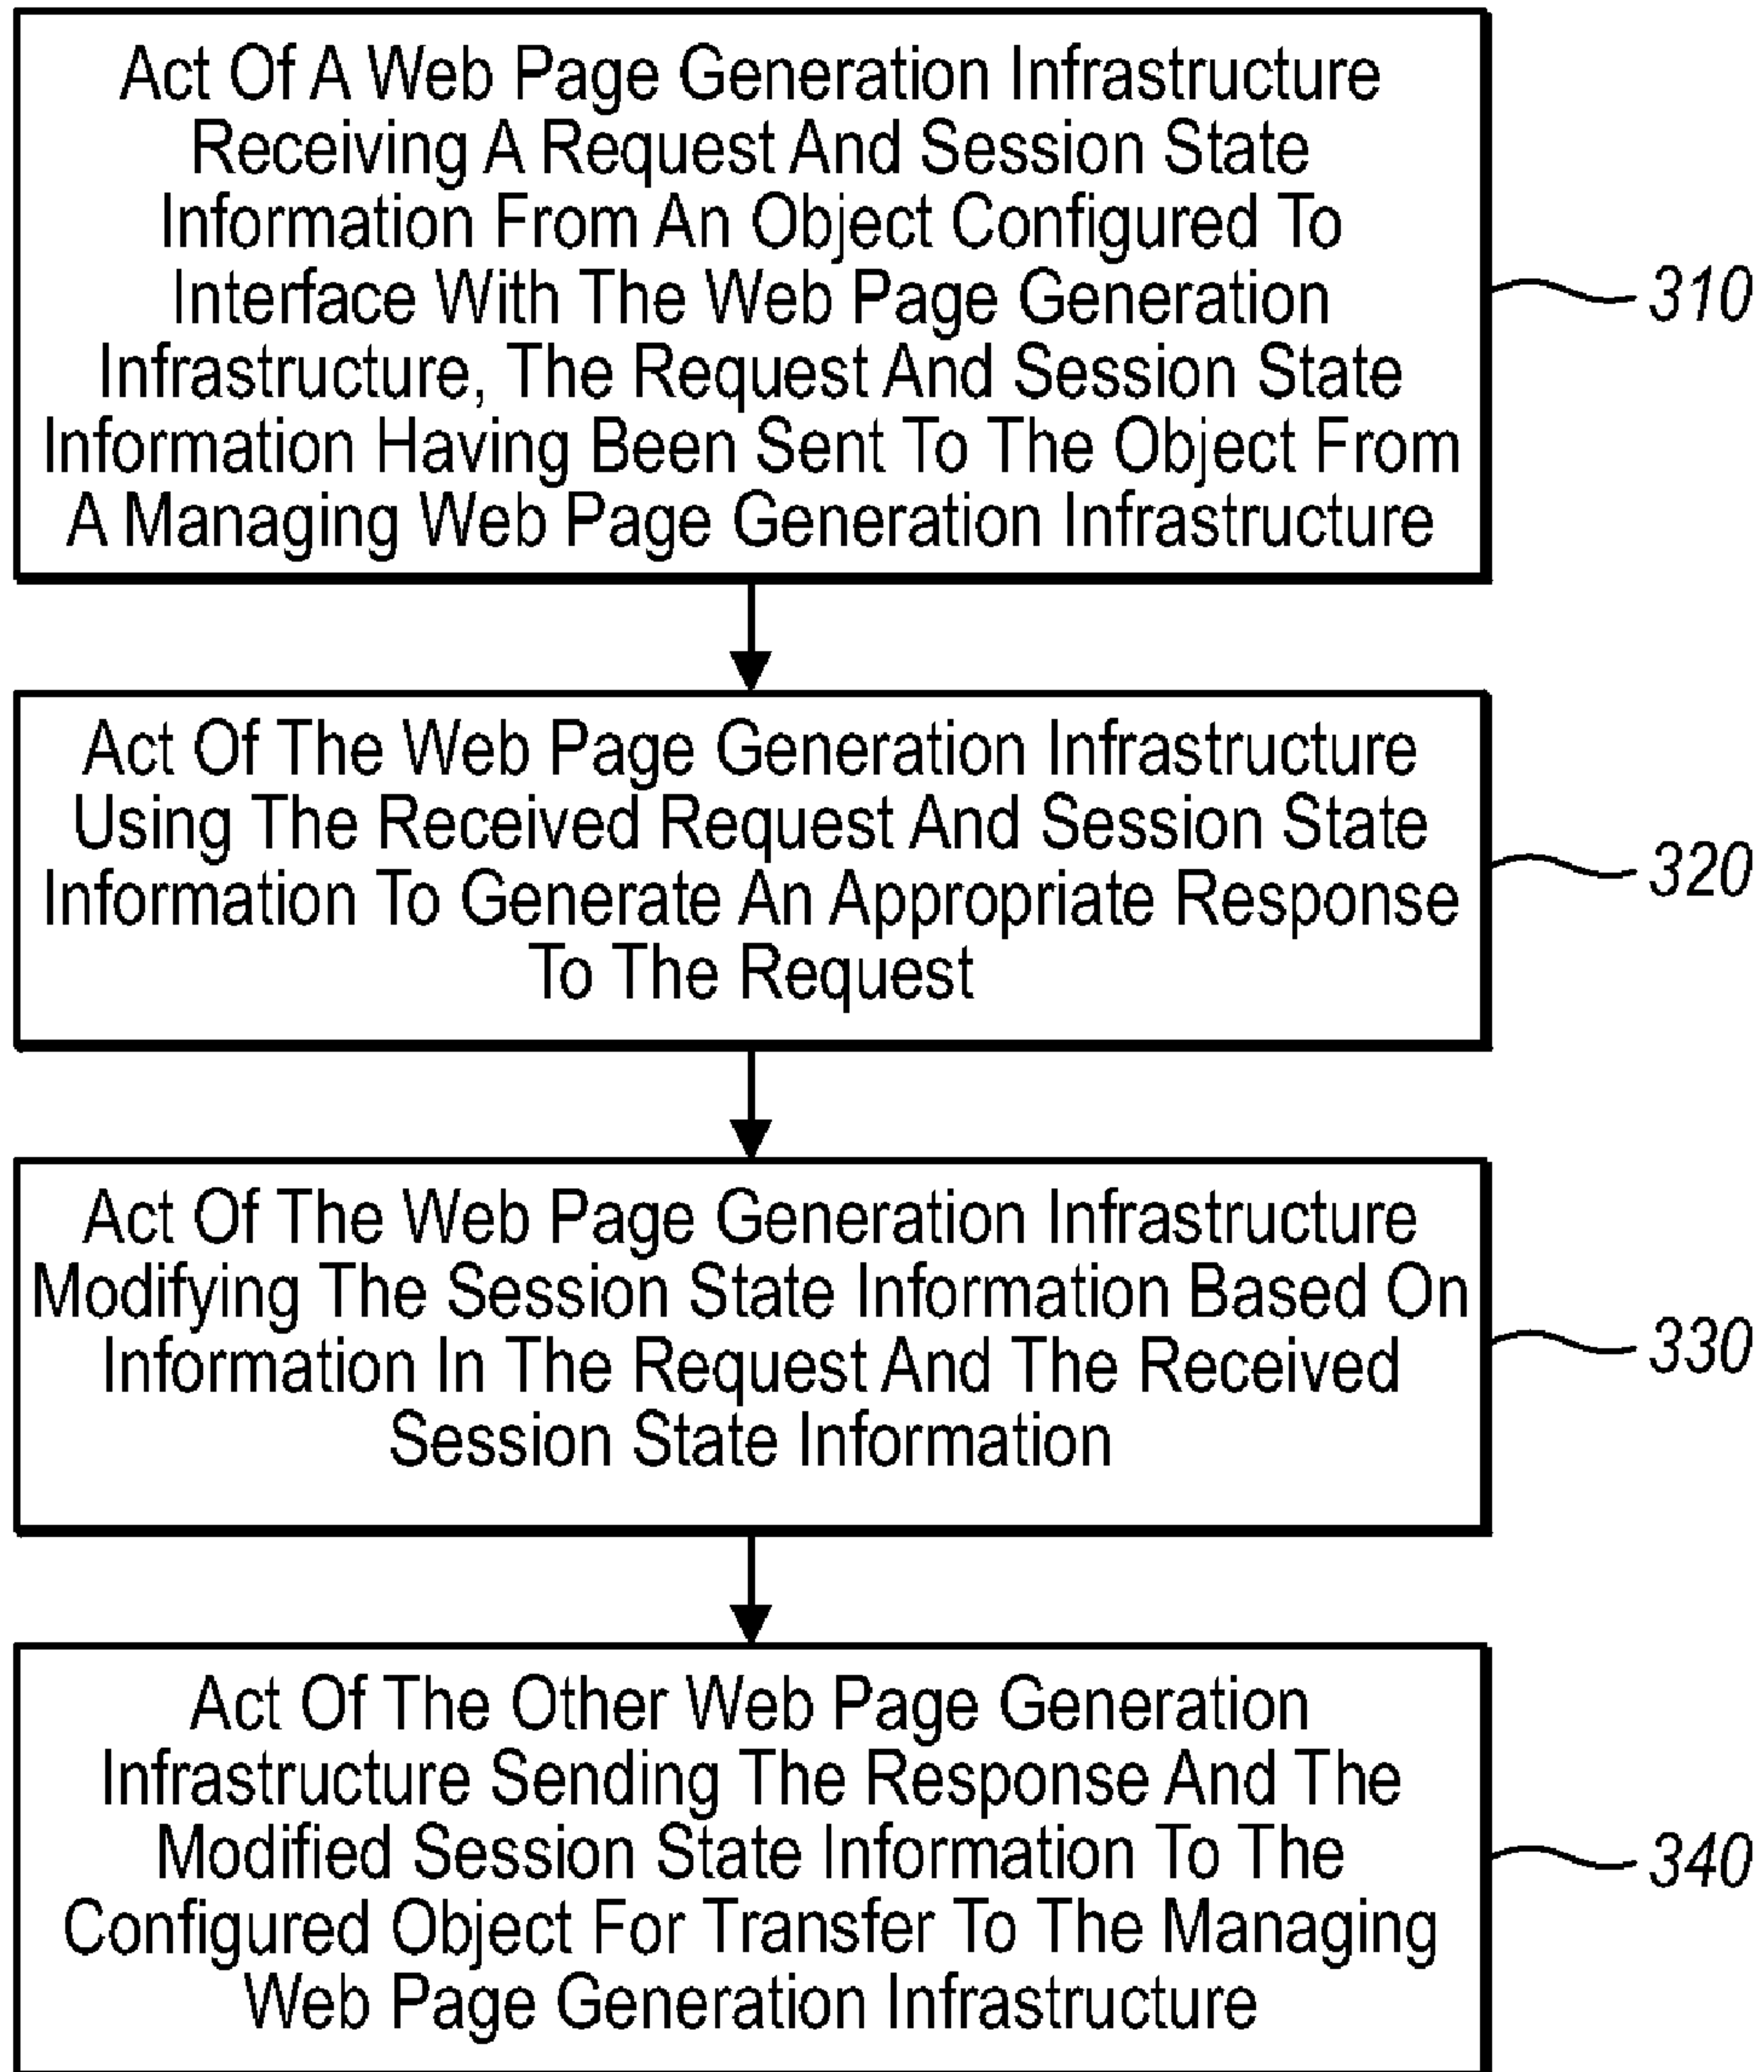 Act Of A Web Page Generation Infrastructure
Receiving A Request And Session State
Information From An Object Configured To
Interface With The Web Page Generation
Infrastructure, The Request And Session State
Information Having Been Sent To The Object From
A Managing Web Page Generation Infrastructure
310
Act Of The Web Page Generation Infrastructure
Using The Received Request And Session State
Information To Generate An Appropriate Response
To The Request
320
Act Of The Web Page Generation Infrastructure
Modifying The Session State Information Based On
Information In The Request And The Received
Session State Information
330
Act Of The Other Web Page Generation
Infrastructure Sending The Response And The
Modified Session State Information To The
Configured Object For Transfer To The Managing
Web Page Generation Infrastructure
340